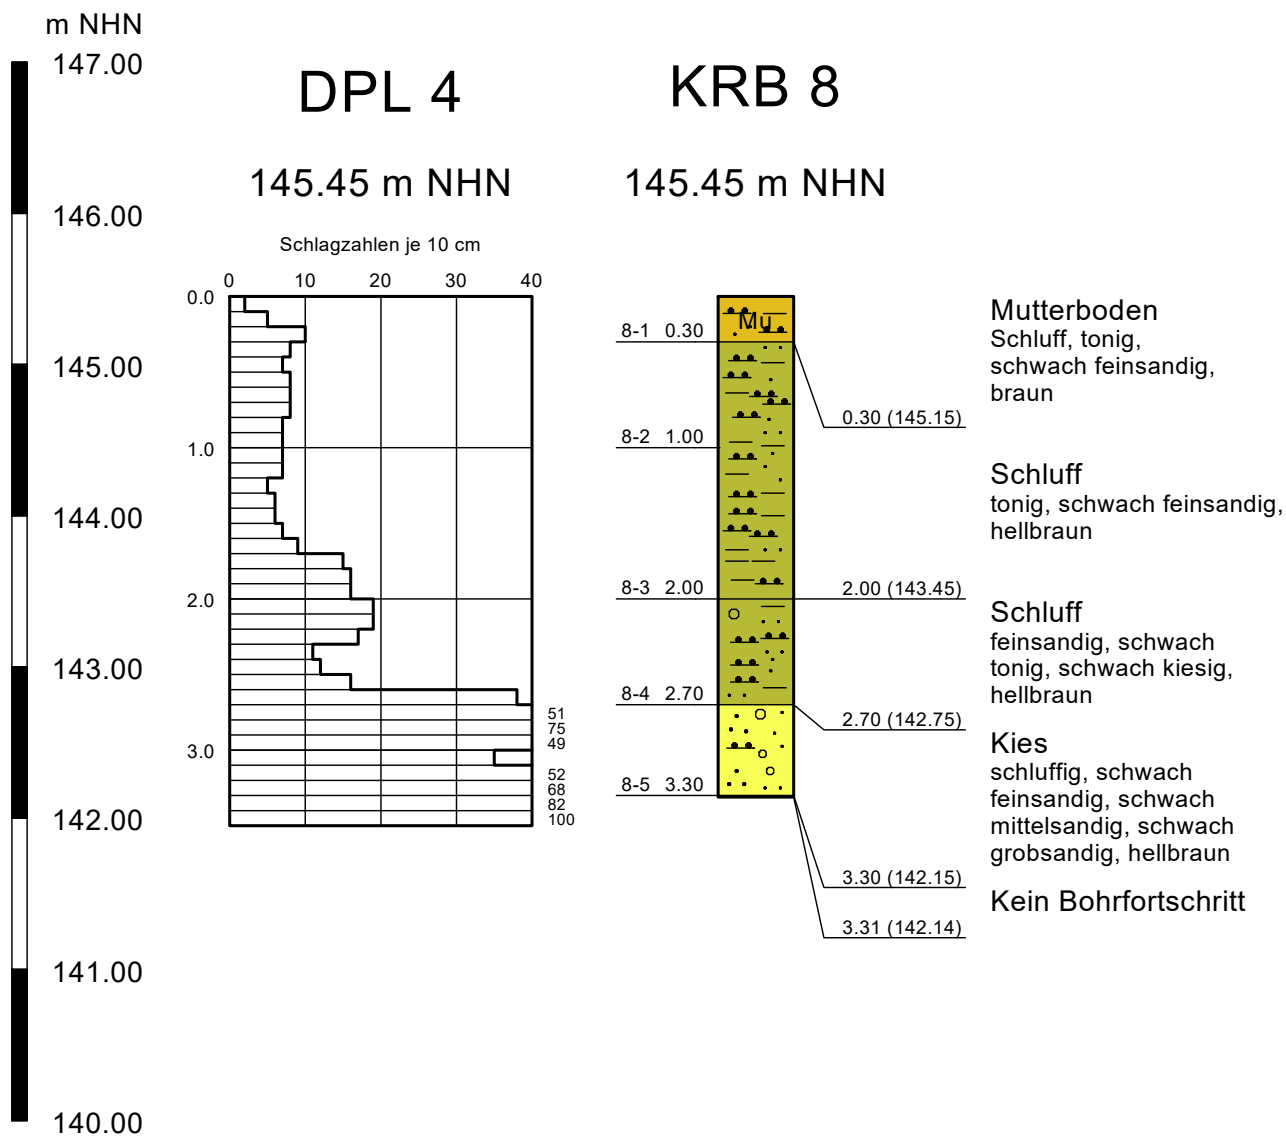 m NHN
147.00
146.00
145.00
144.00
143.00
142.00
141.00
140.00
DPL 4
145.45 m NHN
Schlagzahlen je 10 cm
0 10 20 30 40
0.0
1.0
2.0
3.0
51
75
49
52
68
82
100
KRB 8
145.45 m NHN
Mu
8-1 0.30
8-2 1.00
8-3 2.00
8-4 2.70
8-5 3.30
0.30 (145.15)
2.00 (143.45)
2.70 (142.75)
3.30 (142.15)
3.31 (142.14)
Mutterboden
Schluff, tonig,
schwach feinsandig,
braun
Schluff
tonig, schwach feinsandig,
hellbraun
Schluff
feinsandig, schwach
tonig, schwach kiesig,
hellbraun
Kies
schluffig, schwach
feinsandig, schwach
mittelsandig, schwach
grobsandig, hellbraun
Kein Bohrfortschritt